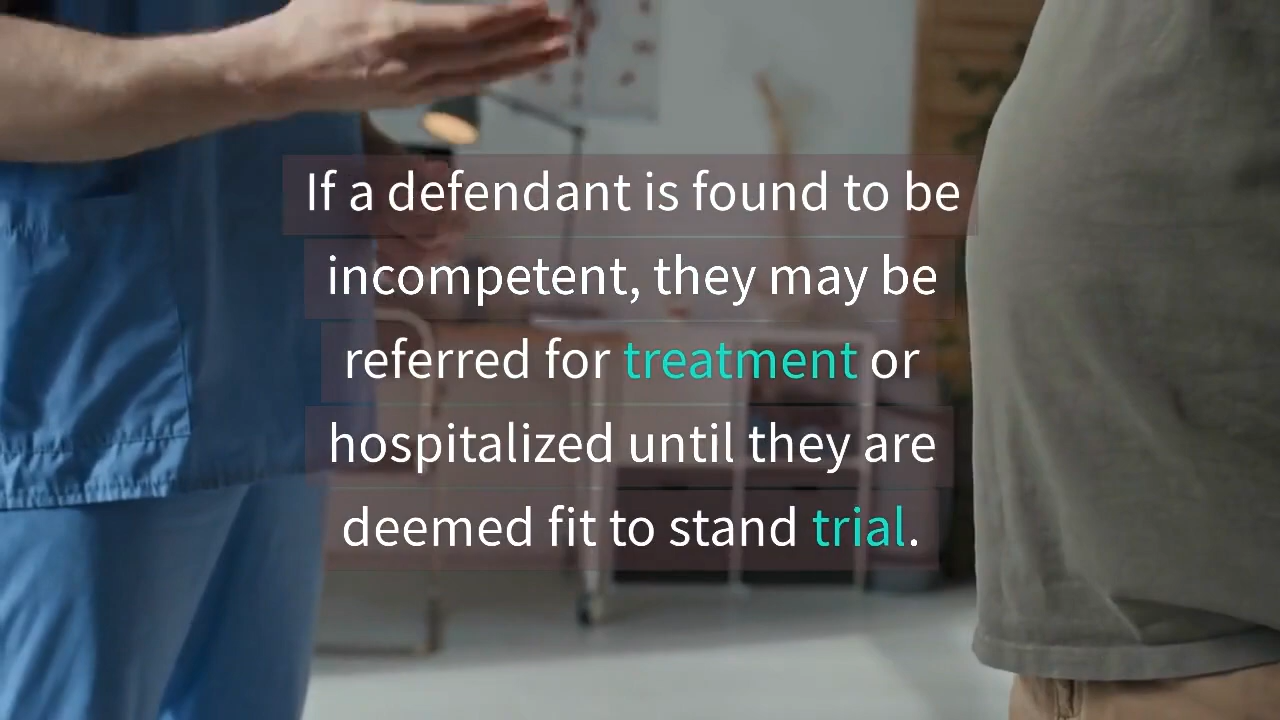 If a defendant is found to be
incompetent, they may be
referred for treatment or
hospitalized until they are
deemed fit to stand trial.